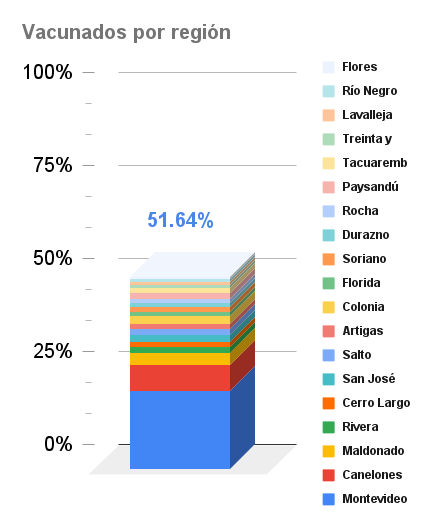 Vacunados por región
100%
75%
50%
25%
0%
51.64%
Flores
Río Negro
Lavalleja
Treinta y
Tacuaremb
Paysandú
Rocha
Durazno
Soriano
Florida
Colonia
Artigas
Salto
San José
Cerro Largo
Rivera
Maldonado
Canelones
Montevideo